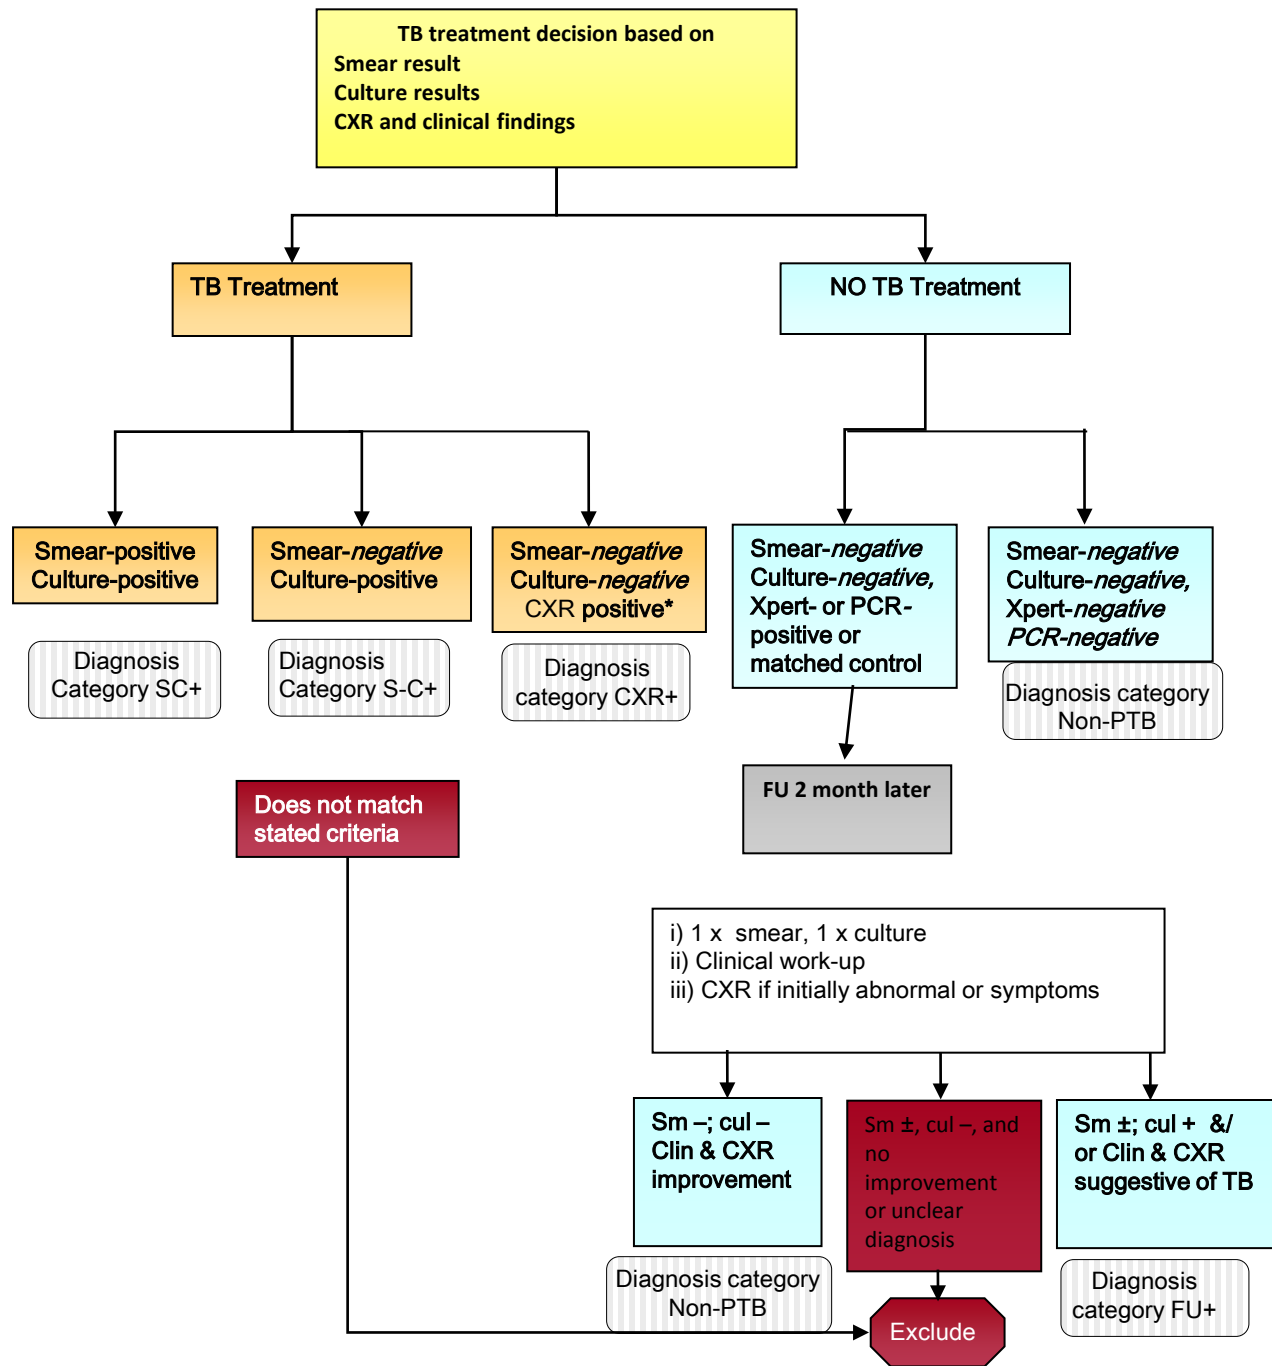 TB treatment decision based on
Smear result
Culture results
CXR and clinical findings
TB Treatment
NO TB Treatment
Smear-positive
Culture-positive
Smear-negative
Culture-positive
Smear-negative
Culture-negative
CXR positive*
Smear-negative
Culture-negative,
Xpert- or PCR-
positive or
matched control
Smear-negative
Culture-negative,
Xpert-negative
PCR-negative
Diagnosis
Category SC+
Diagnosis
Category S-C+
Diagnosis
category CXR+
Diagnosis category
Non-PTB
Does not match
stated criteria
FU 2 month later
i) 1 x smear, 1 x culture
ii) Clinical work-up
iii) CXR if initially abnormal or symptoms
Sm –; cul –
Clin & CXR
improvement
Sm ±, cul –, and
no
improvement
or unclear
diagnosis
Sm ±; cul + &/
or Clin & CXR
suggestive of TB
Diagnosis category
Non-PTB
Diagnosis
category FU+
Exclude